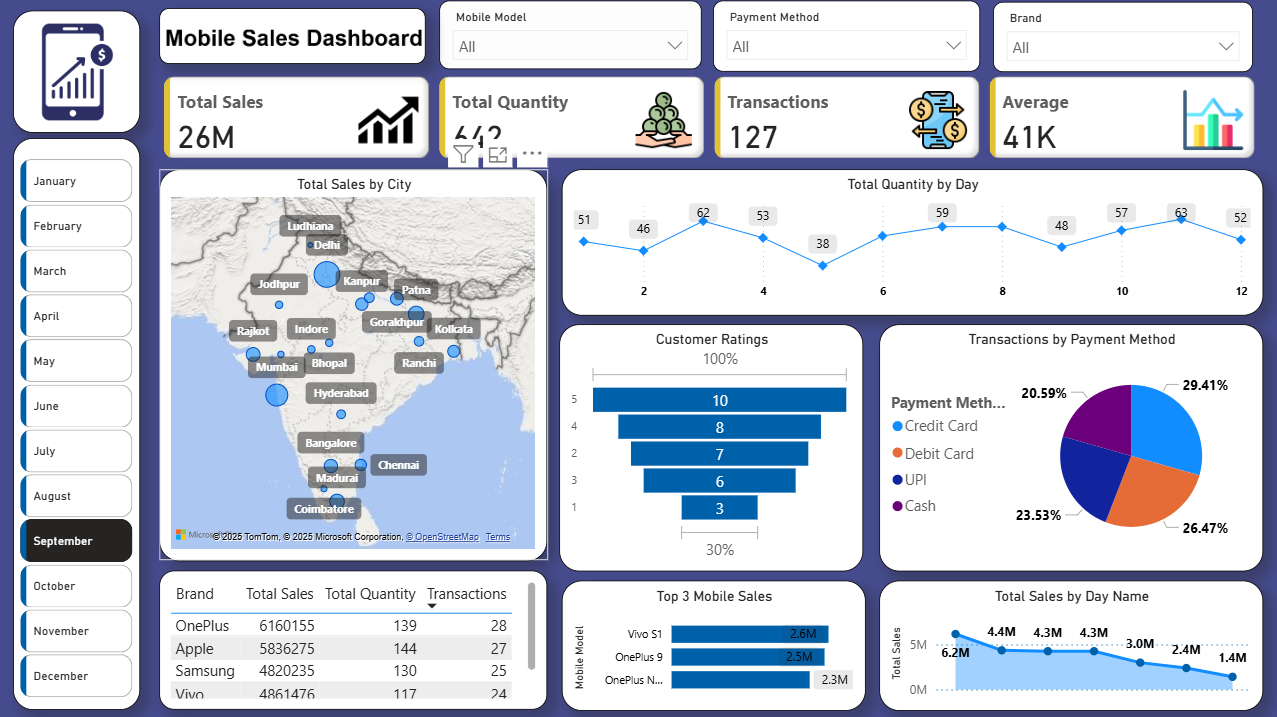 Mobile Sales Dashboard
Mobile Model
All
Payment Method
All
Brand
All
Total Sales
26M
Total Quantity
642
Transactions
127
Average
41K
January
February
March
April
May
June
July
August
September
October
November
December
Total Sales by City
Ludhiana
Delhi
Jodhpur
Kanpur
Patna
Gorakhpur
Kolkata
Rajkot
Indore
Mumbai
Bhopal
Ranchi
Hyderabad
Bangalore
Chennai
Madurai
Coimbatore
© 2025 TomTom, © 2025 Microsoft Corporation, © OpenStreetMap Terms
Total Quantity by Day
51
46
62
53
38
59
48
57
63
52
2
4
6
8
10
12
Customer Ratings
100%
5 10
4 8
2 7
3 6
1 3
30%
Transactions by Payment Method
Payment Meth...
Credit Card
Debit Card
UPI
Cash
20.59%
29.41%
23.53%
26.47%
Brand Total Sales Total Quantity Transactions
OnePlus 6160155 139 28
Apple 5836275 144 27
Samsung 4820235 130 25
Vivo 4861476 117 24
Top 3 Mobile Sales
Mobile Model
Vivo S1 2.6M
OnePlus 9 2.5M
OnePlus N... 2.3M
Total Sales by Day Name
Total Sales
5M
0M
6.2M
4.4M
4.3M
4.3M
3.0M
2.4M
1.4M